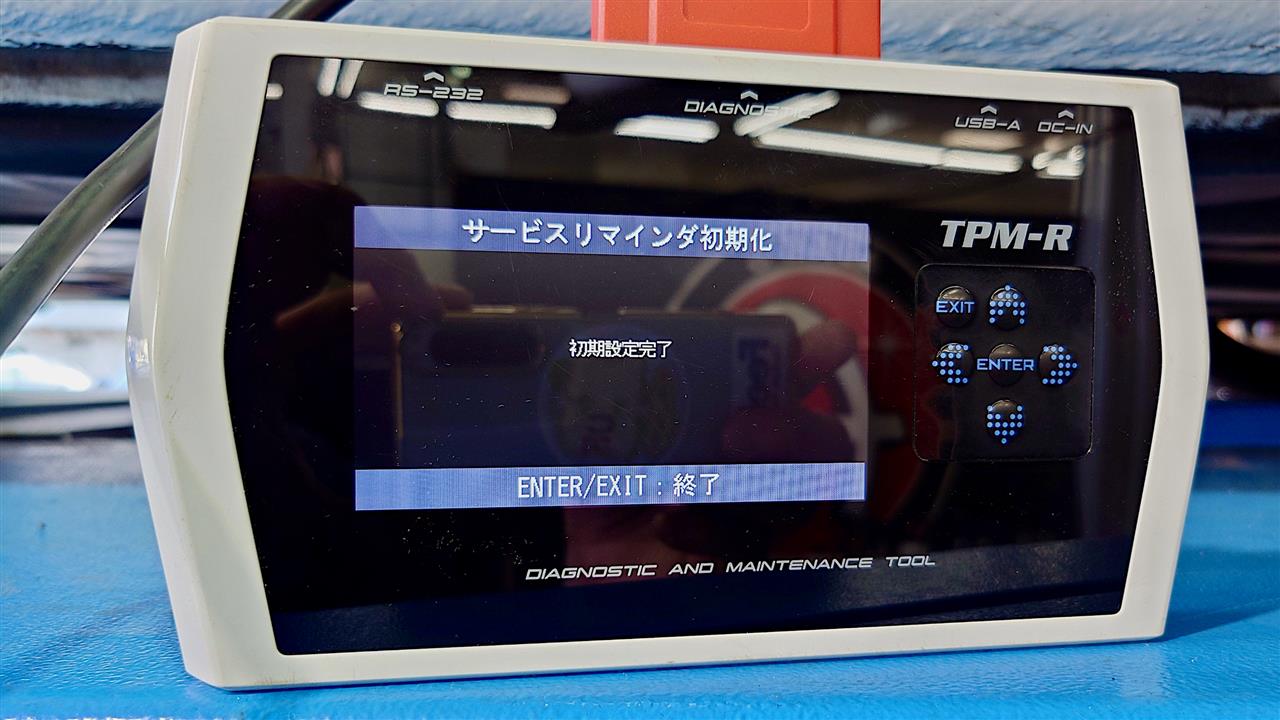 RS-232
DIAGNOSTIC
USB-A
DC-IN
サービスリマインダ初期化
TPM-R
EXIT
初期設定完了
ENTER
ENTER/EXIT：終了
DIAGNOSTIC AND MAINTENANCE TOOL